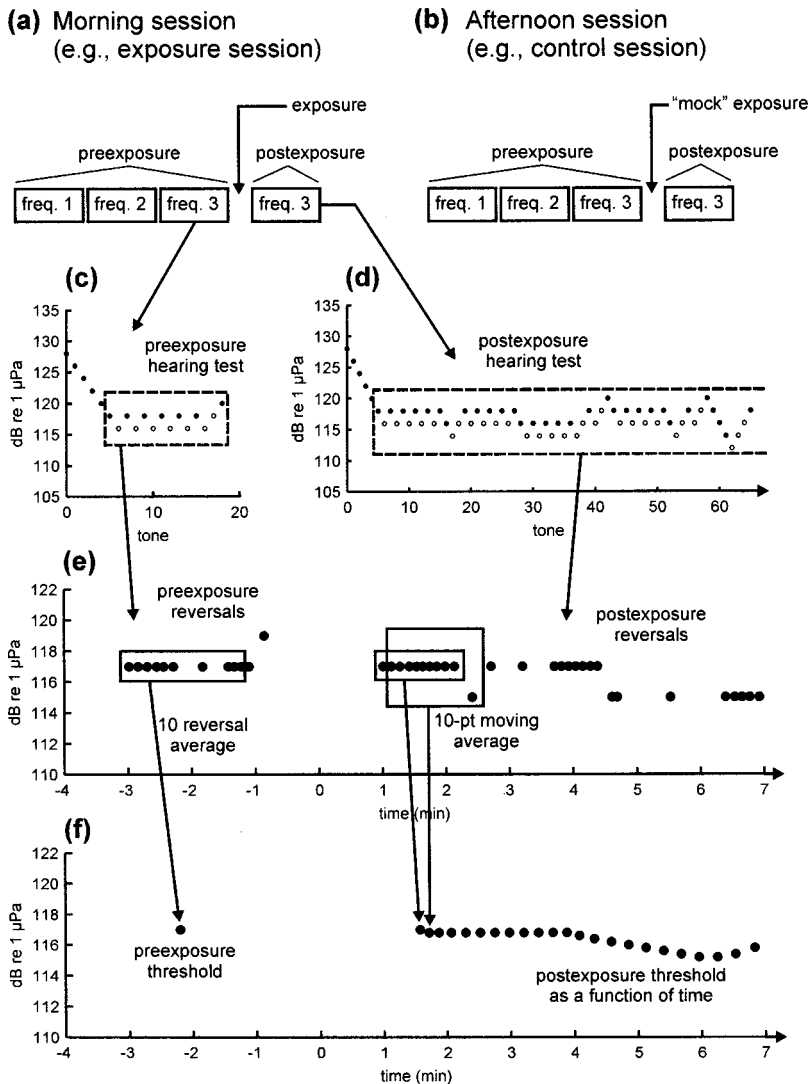 (a) Morning session
(e.g., exposure session)
(b) Afternoon session
(e.g., control session)
exposure
"mock" exposure
preexposure
postexposure
preexposure
postexposure
freq. 1
freq. 2
freq. 3
freq. 3
freq. 1
freq. 2
freq. 3
freq. 3
(c)
135
130
125
120
115
110
105
dB re 1 µPa
preexposure
hearing test
0
20
40
tone
(d)
135
130
125
120
115
110
105
dB re 1 µPa
postexposure
hearing test
0
10
20
30
40
50
60
tone
(e)
122
120
118
116
114
112
110
dB re 1 µPa
preexposure
reversals
postexposure
reversals
10 reversal
average
10-pt moving
average
-4
-3
-2
-1
0
1
2
3
4
5
6
7
time (min)
(f)
122
120
118
116
114
112
110
dB re 1 µPa
preexposure
threshold
postexposure threshold
as a function of time
-4
-3
-2
-1
0
1
2
3
4
5
6
7
time (min)